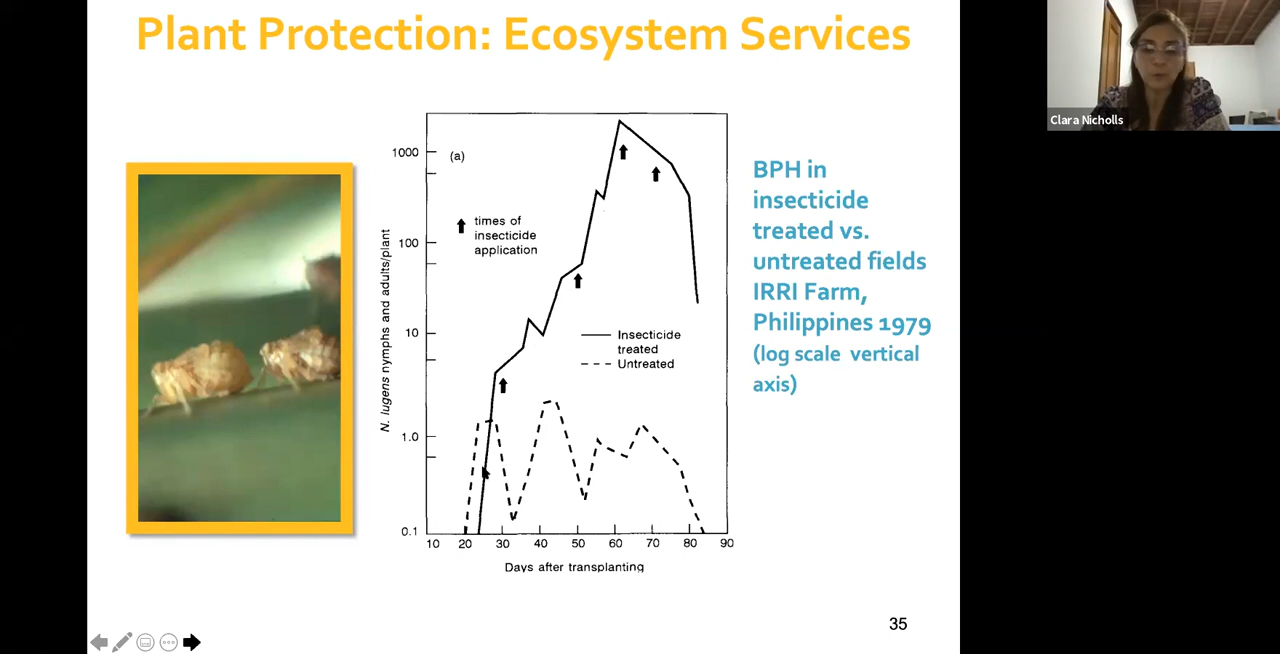 Plant Protection: Ecosystem Services
Clara Nicholls
(a)
1000
100
10
1.0
0.1
N. lugens nymphs and adults/plant
times of
insecticide
application
Insecticide
treated
Untreated
10 20 30 40 50 60 70 80 90
Days after transplanting
BPH in
insecticide
treated vs.
untreated fields
IRRI Farm,
Philippines 1979
(log scale vertical
axis)
35